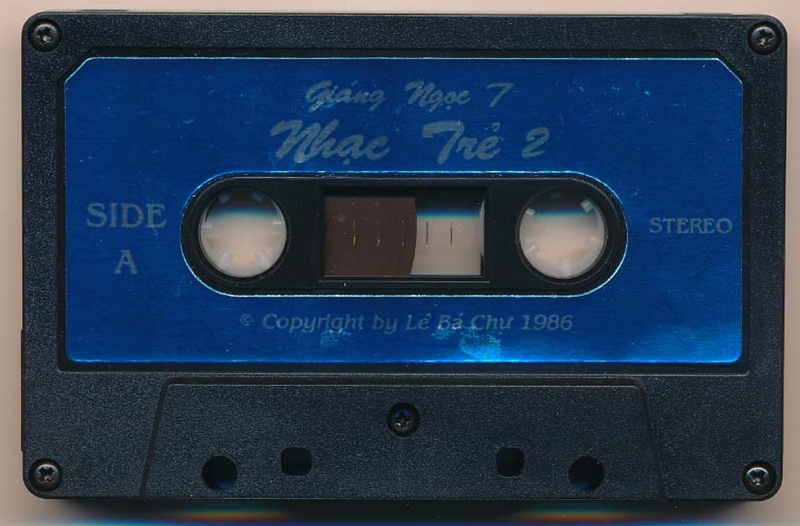 Giáng Ngọc 7
Nhạc Trẻ 2
SIDE
A
STEREO
© Copyright by Lê Bá Chư 1986